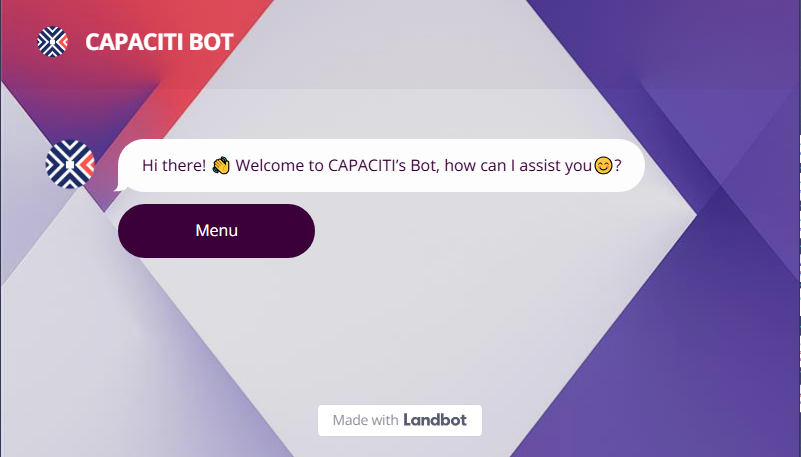 CAPACITI BOT
Hi there! 👋 Welcome to CAPACITI’s Bot, how can I assist you😊?
Menu
Made with Landbot